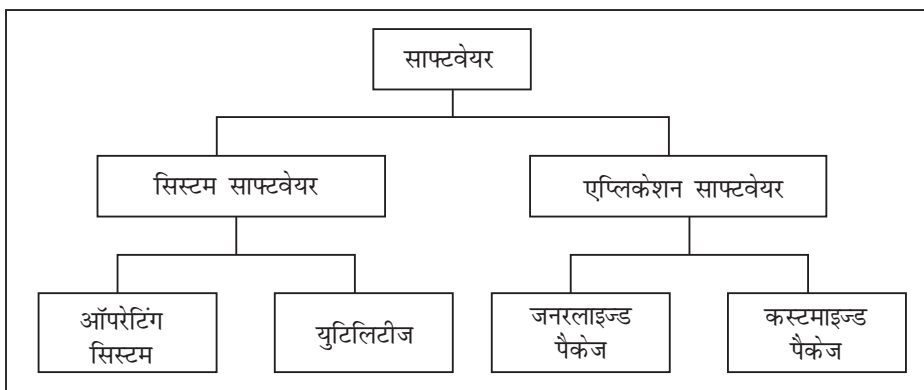 साफ्टवेयर
सिस्टम साफ्टवेयर
एप्लिकेशन साफ्टवेयर
ऑपरेटिंग
सिस्टम
युटिलिटीज
जनरलाइज्ड
पैकेज
कस्टमाइज्ड
पैकेज